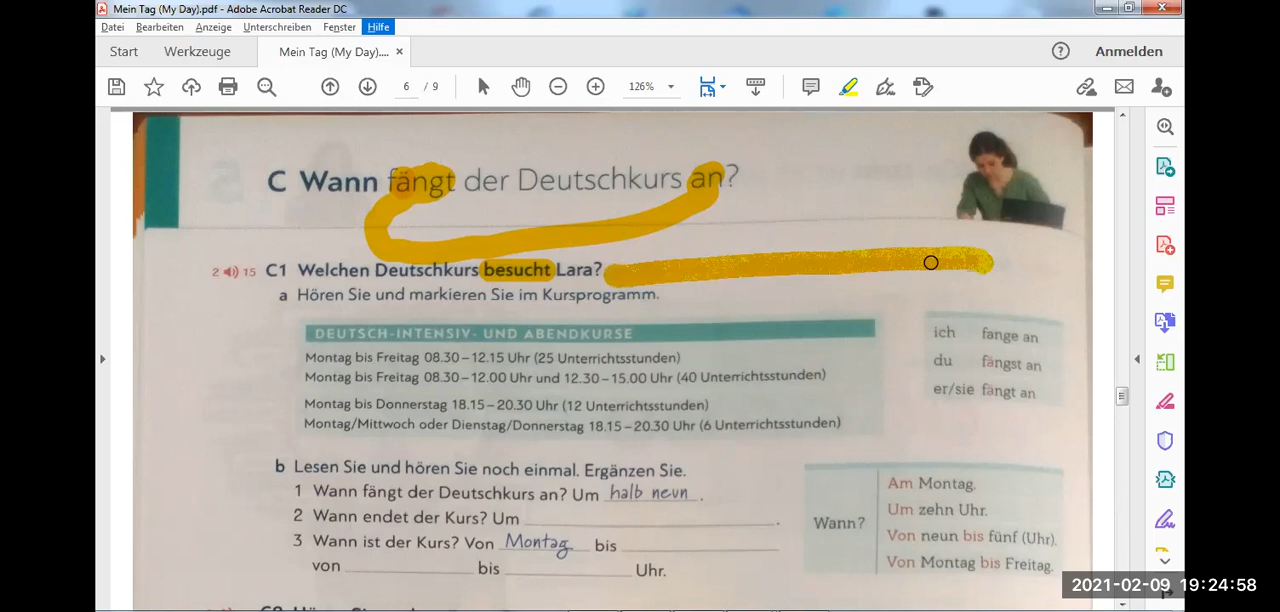 Mein Tag (My Day).pdf - Adobe Acrobat Reader DC
Datei Bearbeiten Anzeige Unterschreiben Fenster Hilfe
Start Werkzeuge Mein Tag (My Day).... × Anmelden
6 / 9 126%
C Wann fängt der Deutschkurs an?
2 15 C1 Welchen Deutschkurs besucht Lara?
a Hören Sie und markieren Sie im Kursprogramm.
DEUTSCH-INTENSIV- UND ABENDKURSE
Montag bis Freitag 08.30–12.15 Uhr (25 Unterrichtsstunden)
Montag bis Freitag 08.30–12.00 Uhr und 12.30–15.00 Uhr (40 Unterrichtsstunden)
Montag bis Donnerstag 18.15–20.30 Uhr (12 Unterrichtsstunden)
Montag/Mittwoch oder Dienstag/Donnerstag 18.15–20.30 Uhr (6 Unterrichtsstunden)
ich fange an
du fängst an
er/sie fängt an
b Lesen Sie und hören Sie noch einmal. Ergänzen Sie.
1 Wann fängt der Deutschkurs an? Um halb neun.
2 Wann endet der Kurs? Um ____.
3 Wann ist der Kurs? Von Montag bis ____
von ____ bis ____ Uhr.
Wann?
Am Montag.
Um zehn Uhr.
Von neun bis fünf (Uhr).
Von Montag bis Freitag.
2021-02-09 19:24:58